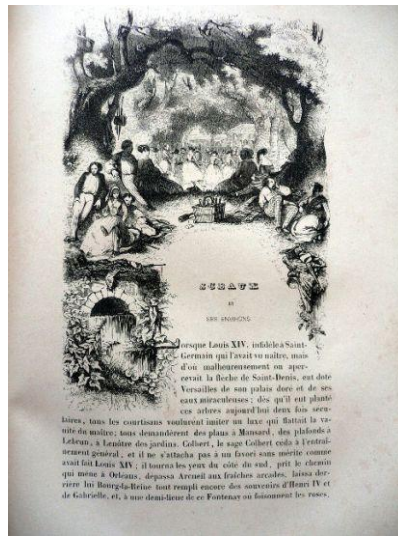 SCEAUX
ET
SES ENVIRONS
Lorsque Louis XIV, infidèle à Saint-
Germain qui l'avait vu naître, mais
d'où malheureusement on aper-
cevait la flèche de Saint-Denis, eut doté
Versailles de son palais doré et de ses
eaux miraculeuses ; dès qu'il eut planté
ces arbres aujourd'hui deux fois sécu-
laires, tous les courtisans voulurent imiter un luxe qui flattait la va-
nité du maître; tous demandèrent des plans à Mansard, des plafonds à
Lebrun, à Lenôtre des jardins. Colbert, le sage Colbert céda à l'entraî-
nement général, et il ne s'attacha pas à un favori sans mérite comme
avait fait Louis XIV ; il tourna les yeux du côté du sud, prit le chemin
qui mène à Orléans, dépassa Arcueil aux fraîches arcades, laissa der-
rière lui Bourg-la-Reine tout rempli encore des souvenirs d'Henri IV et
de Gabrielle, et, à une demi-lieue de ce Fontenay où foisonnent les roses,